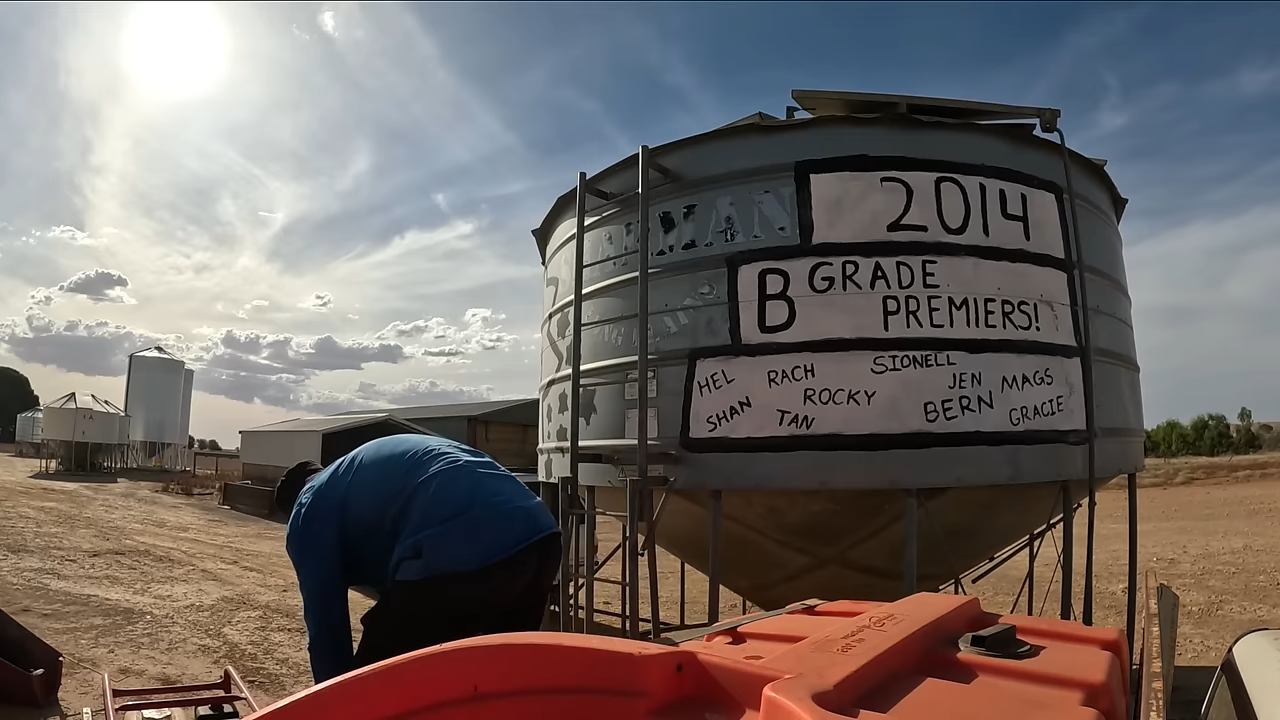 2014
B GRADE
PREMIERS!
HEL RACH SIONELL
ROCKY JEN MAGS
SHAN TAN BERN GRACIE